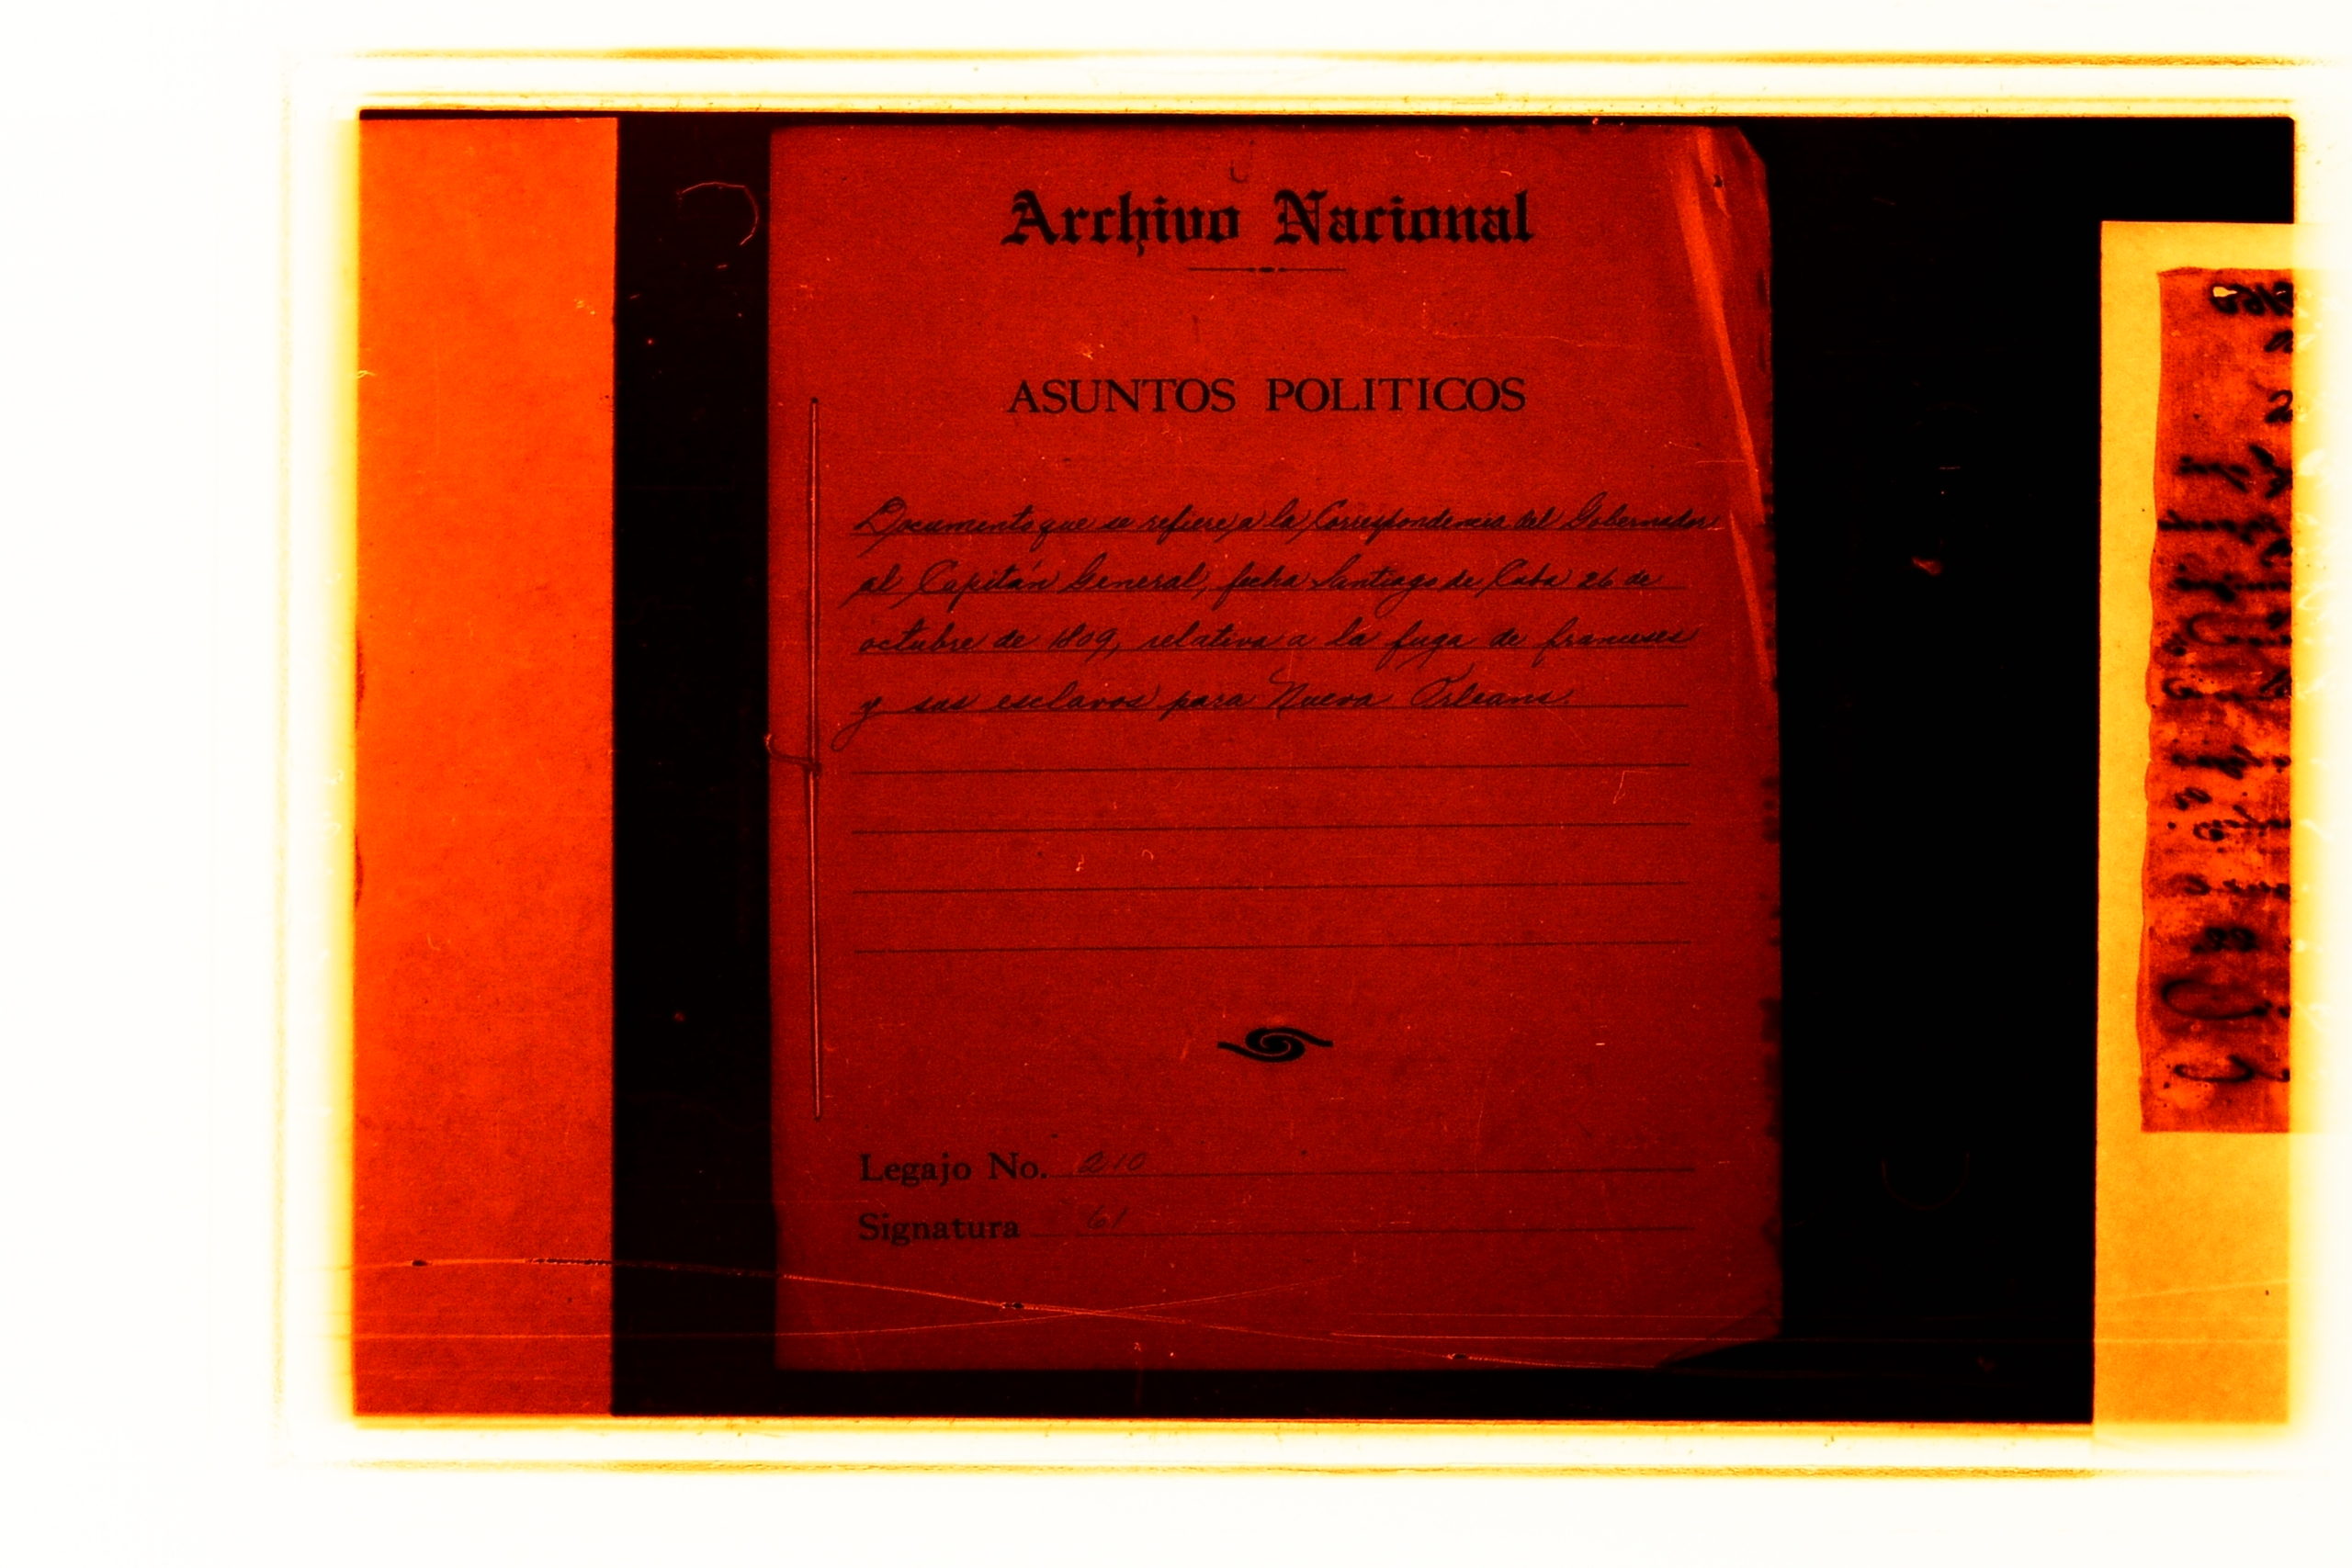 Archivo Nacional
ASUNTOS POLITICOS
Documento que se refiere a la Correspondencia del Gobernador
al Capitán General, fecha Santiago de Cuba 26 de
octubre de 1809, relativa a la fuga de franceses
y sus esclavos para Nueva Orleans.
Legajo No. 210
Signatura 61